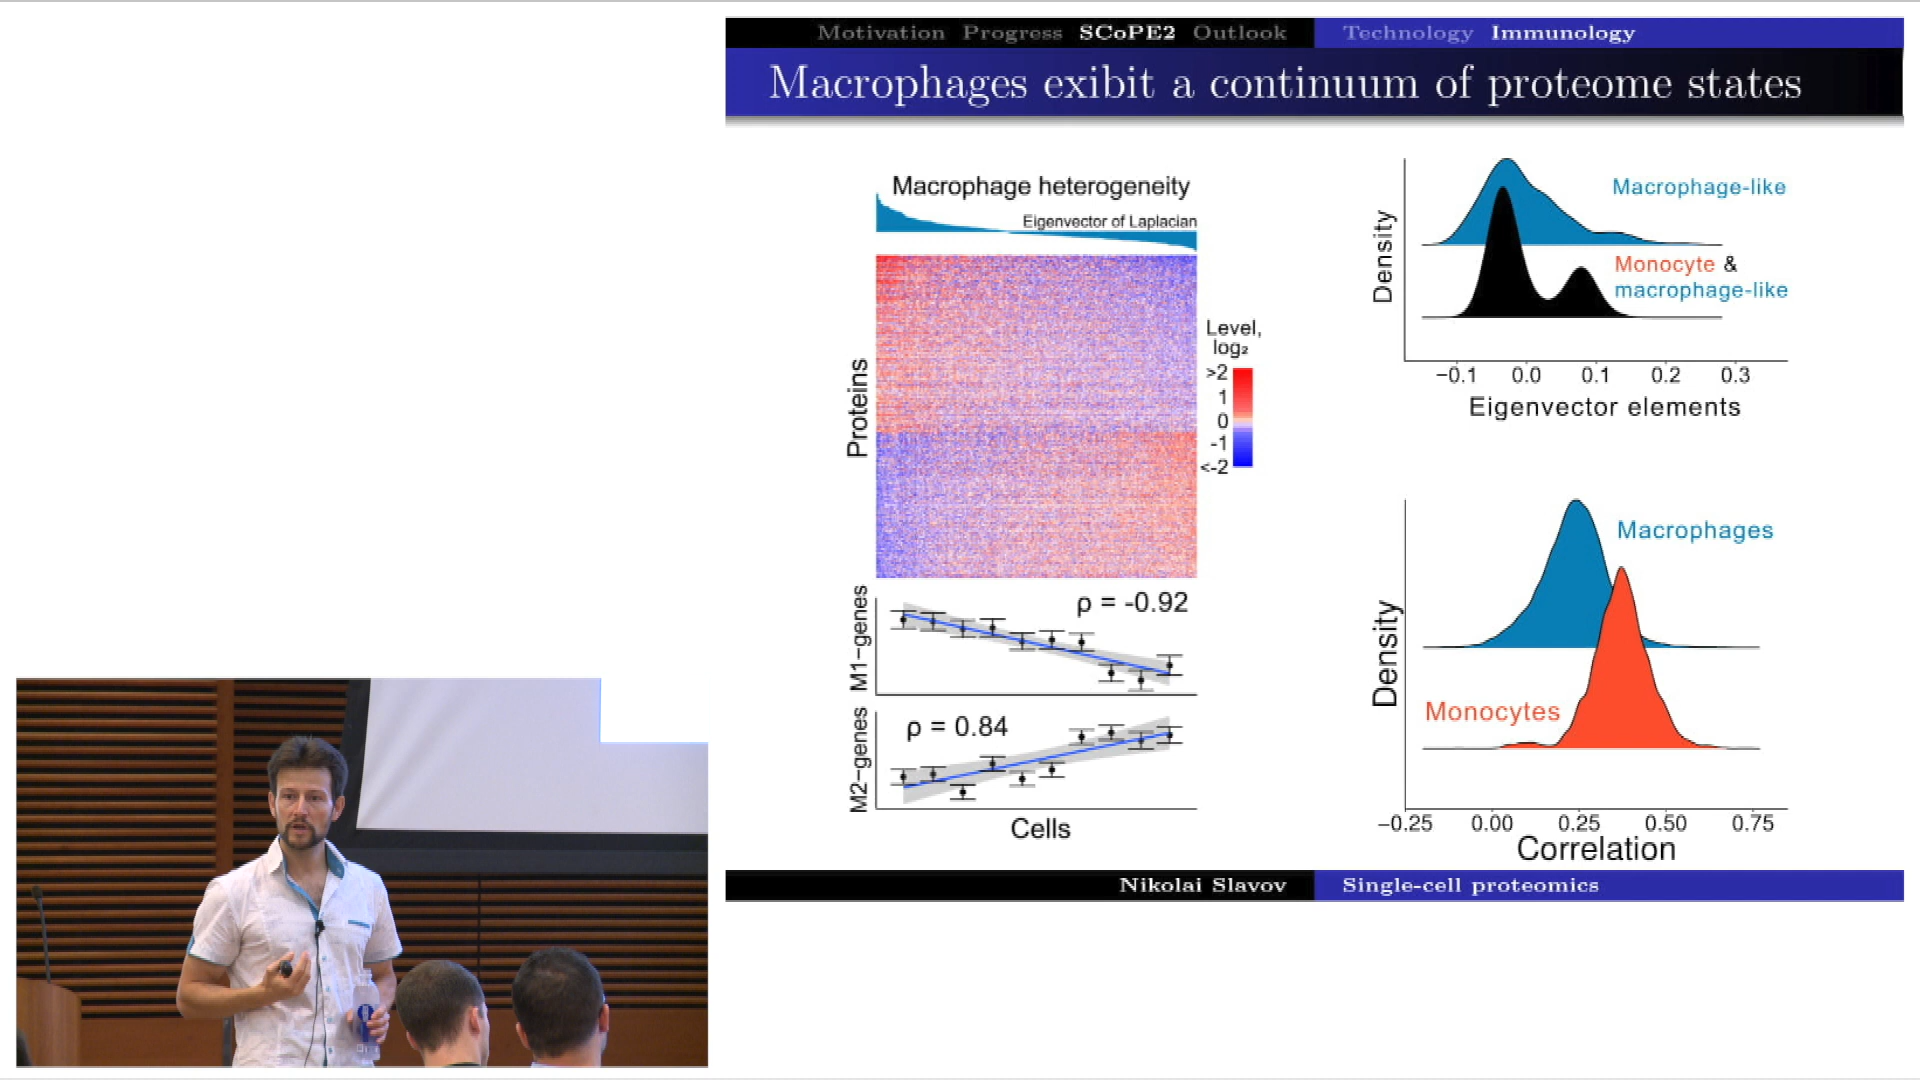 Motivation Progress SCoPE2 Outlook Technology Immunology
Macrophages exibit a continuum of proteome states
Macrophage heterogeneity
Eigenvector of Laplacian
Proteins
Level,
log₂
>2
1
0
-1
<-2
M1-genes
ρ = -0.92
M2-genes
ρ = 0.84
Cells
Density
Macrophage-like
Monocyte &
macrophage-like
−0.1 0.0 0.1 0.2 0.3
Eigenvector elements
Density
Macrophages
Monocytes
−0.25 0.00 0.25 0.50 0.75
Correlation
Nikolai Slavov Single-cell proteomics